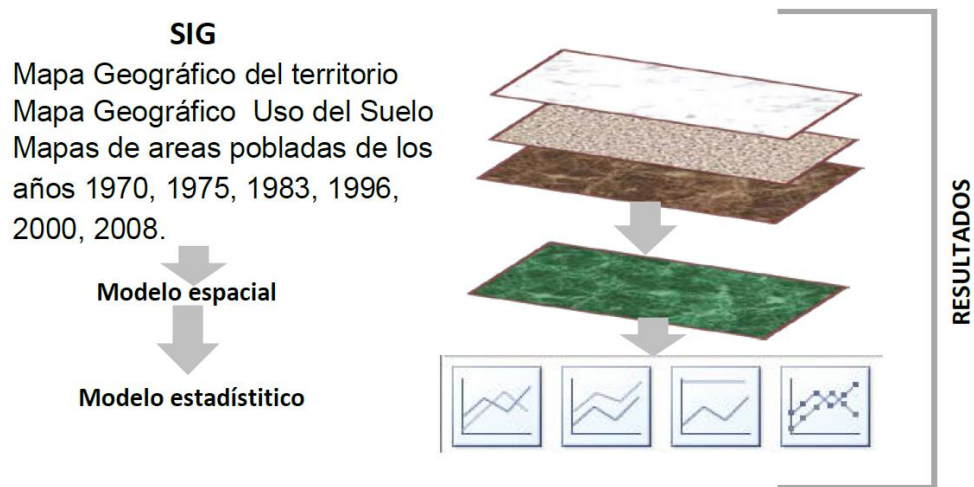 SIG
Mapa Geográfico del territorio
Mapa Geográfico Uso del Suelo
Mapas de areas pobladas de los
años 1970, 1975, 1983, 1996,
2000, 2008.
Modelo espacial
Modelo estadístitico
RESULTADOS